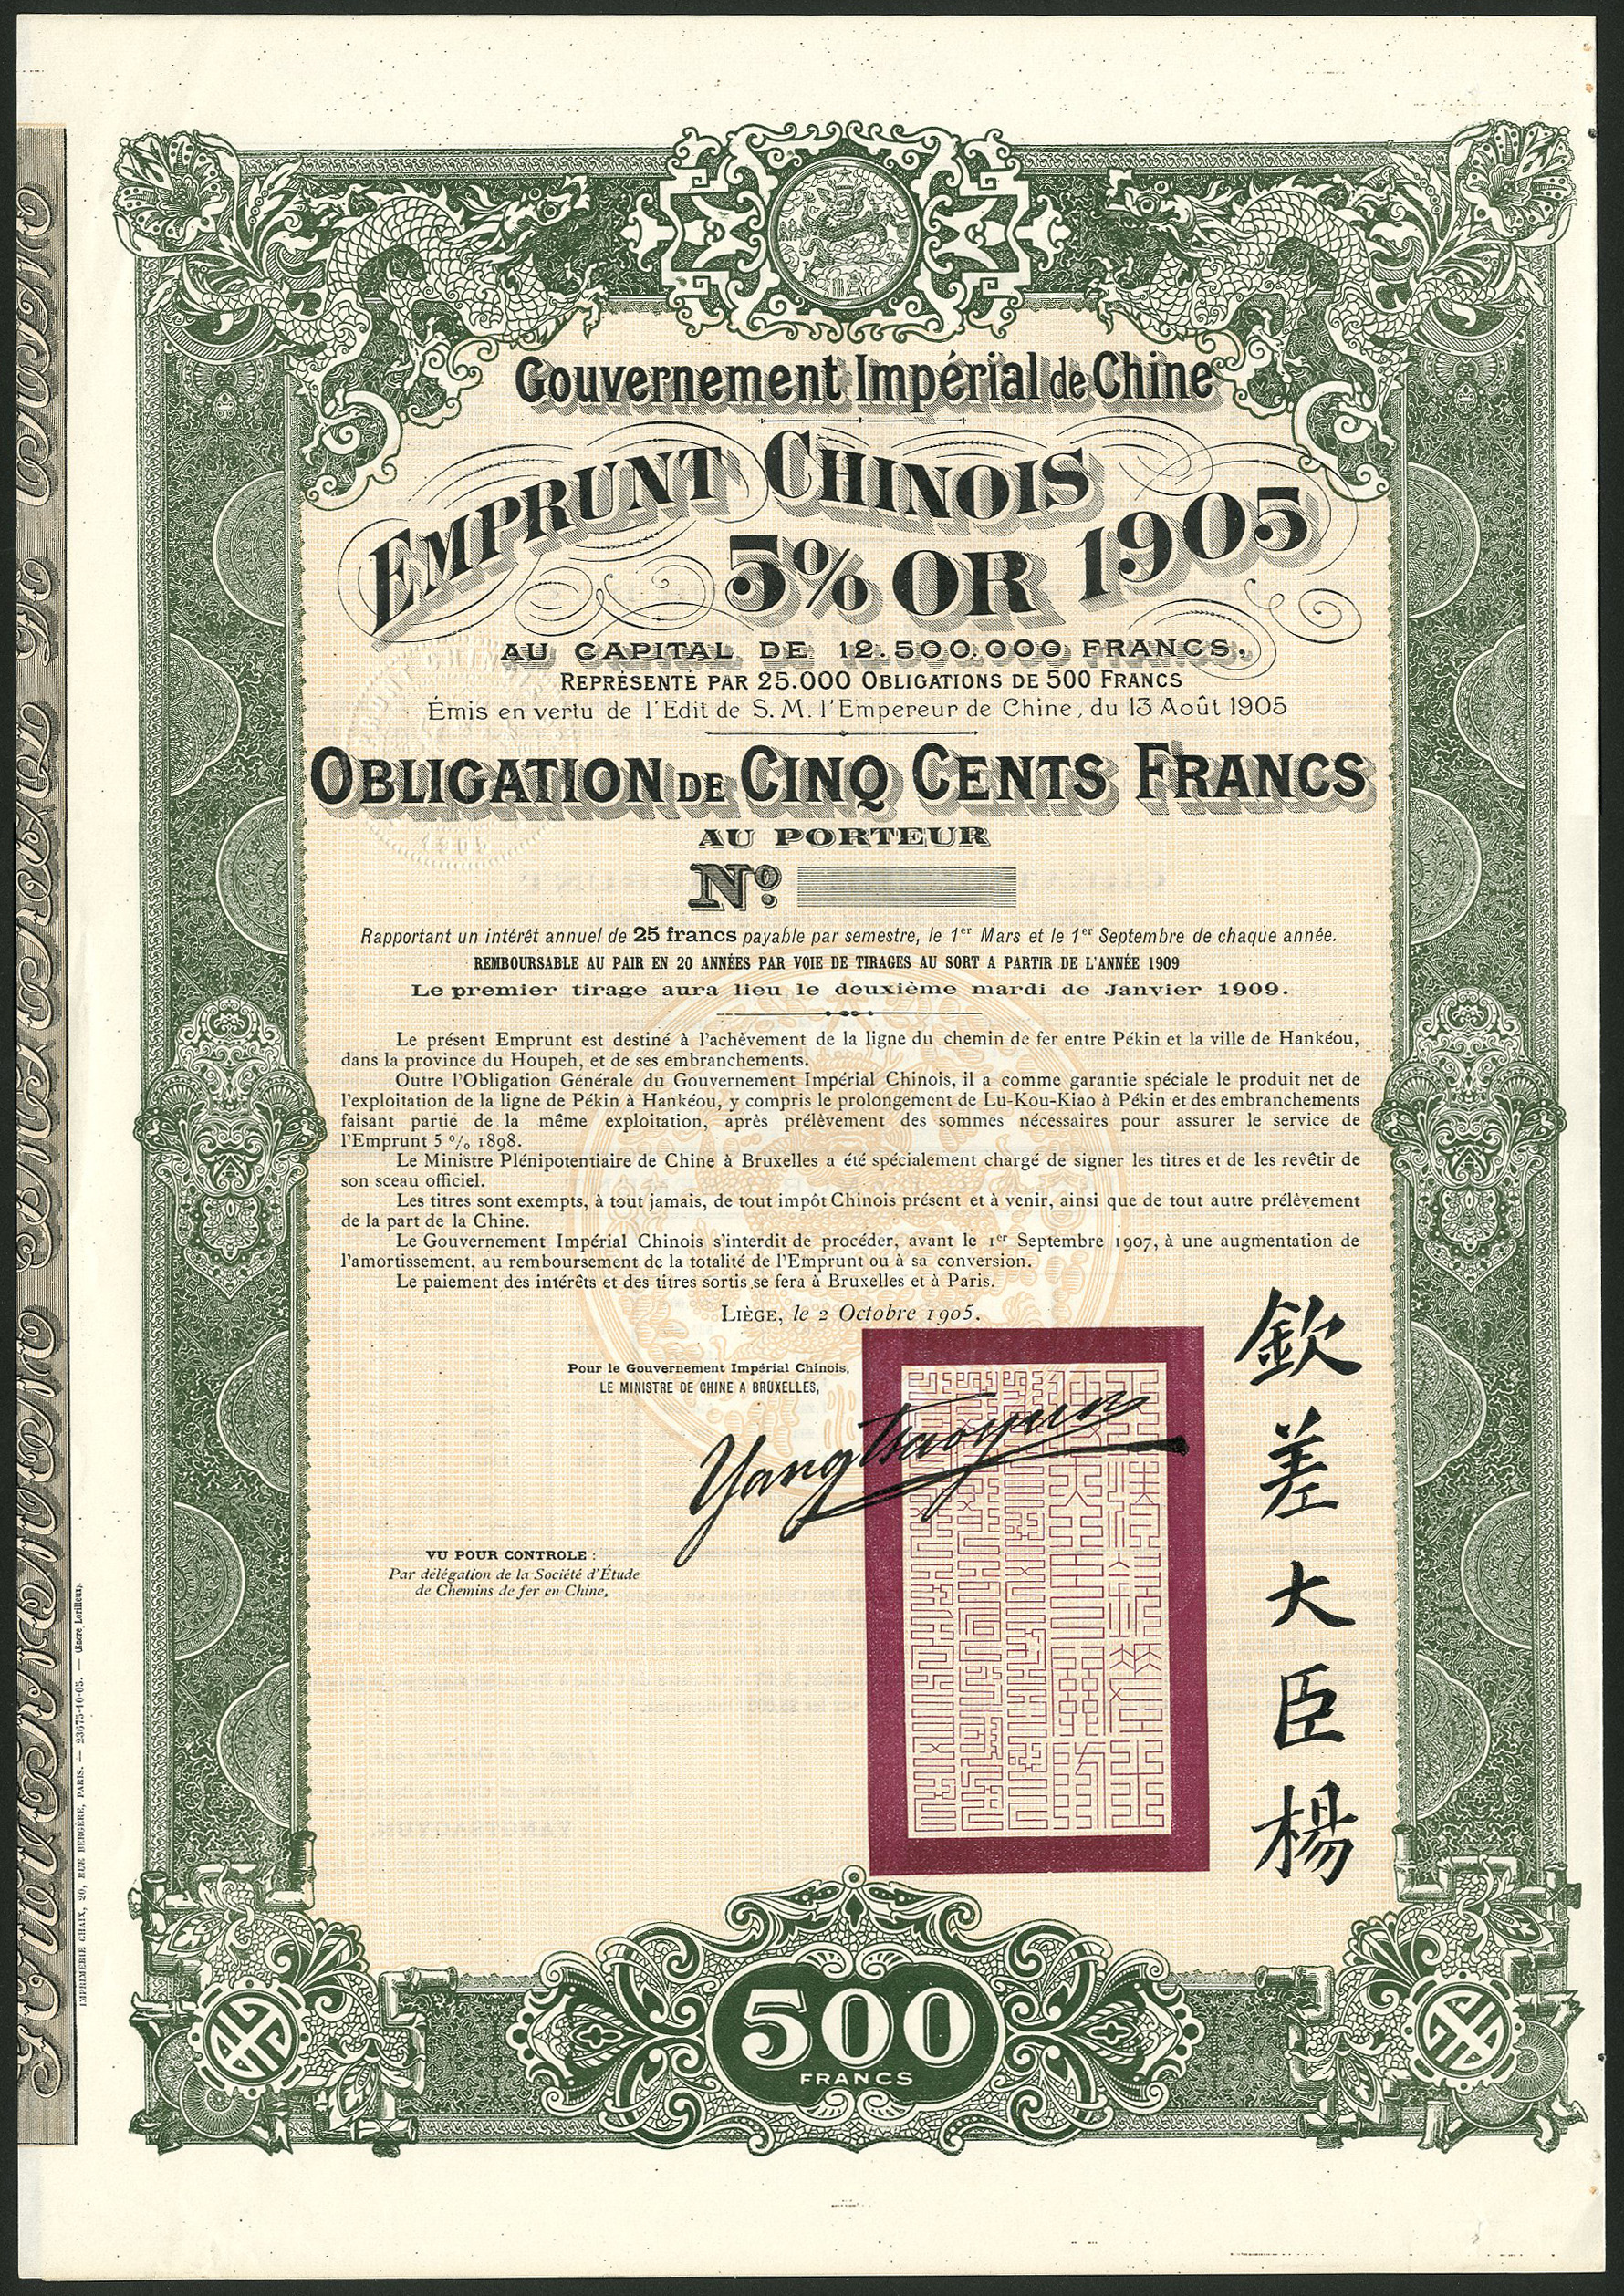 Gouvernement Impérial de Chine
EMPRUNT CHINOIS
5% OR 1905
AU CAPITAL DE 12.500.000 FRANCS,
REPRÉSENTÉ PAR 25.000 OBLIGATIONS DE 500 FRANCS
Émis en vertu de l'Edit de S. M. l'Empereur de Chine, du 13 Août 1905
OBLIGATION DE CINQ CENTS FRANCS
AU PORTEUR
Nº
Rapportant un intérêt annuel de 25 francs payable par semestre, le 1er Mars et le 1er Septembre de chaque année.
REMBOURSABLE AU PAIR EN 20 ANNÉES PAR VOIE DE TIRAGES AU SORT A PARTIR DE L'ANNÉE 1909
Le premier tirage aura lieu le deuxième mardi de Janvier 1909.
Le présent Emprunt est destiné à l'achèvement de la ligne du chemin de fer entre Pékin et la ville de Hankéou,
dans la province du Houpeh, et de ses embranchements.
Outre l'Obligation Générale du Gouvernement Impérial Chinois, il a comme garantie spéciale le produit net de
l'exploitation de la ligne de Pékin à Hankéou, y compris le prolongement de Lu-Kou-Kiao à Pékin et des embranchements
faisant partie de la même exploitation, après prélèvement des sommes nécessaires pour assurer le service de
l'Emprunt 5 % 1898.
Le Ministre Plénipotentiaire de Chine à Bruxelles a été spécialement chargé de signer les titres et de les revêtir de
son sceau officiel.
Les titres sont exempts, à tout jamais, de tout impôt Chinois présent et à venir, ainsi que de tout autre prélèvement
de la part de la Chine.
Le Gouvernement Impérial Chinois s'interdit de procéder, avant le 1er Septembre 1907, à une augmentation de
l'amortissement, au remboursement de la totalité de l'Emprunt ou à sa conversion.
Le paiement des intérêts et des titres sortis se fera à Bruxelles et à Paris.
LIÈGE, le 2 Octobre 1905.
Pour le Gouvernement Impérial Chinois,
LE MINISTRE DE CHINE A BRUXELLES,
Yangtsaoyun
VU POUR CONTROLE :
Par délégation de la Société d'Étude
de Chemins de fer en Chine,
欽差大臣楊
500
FRANCS
IMPRIMERIE CHAIX, 20, RUE BERGÈRE, PARIS. — 23675-10-05. — (Encre Lorilleux).